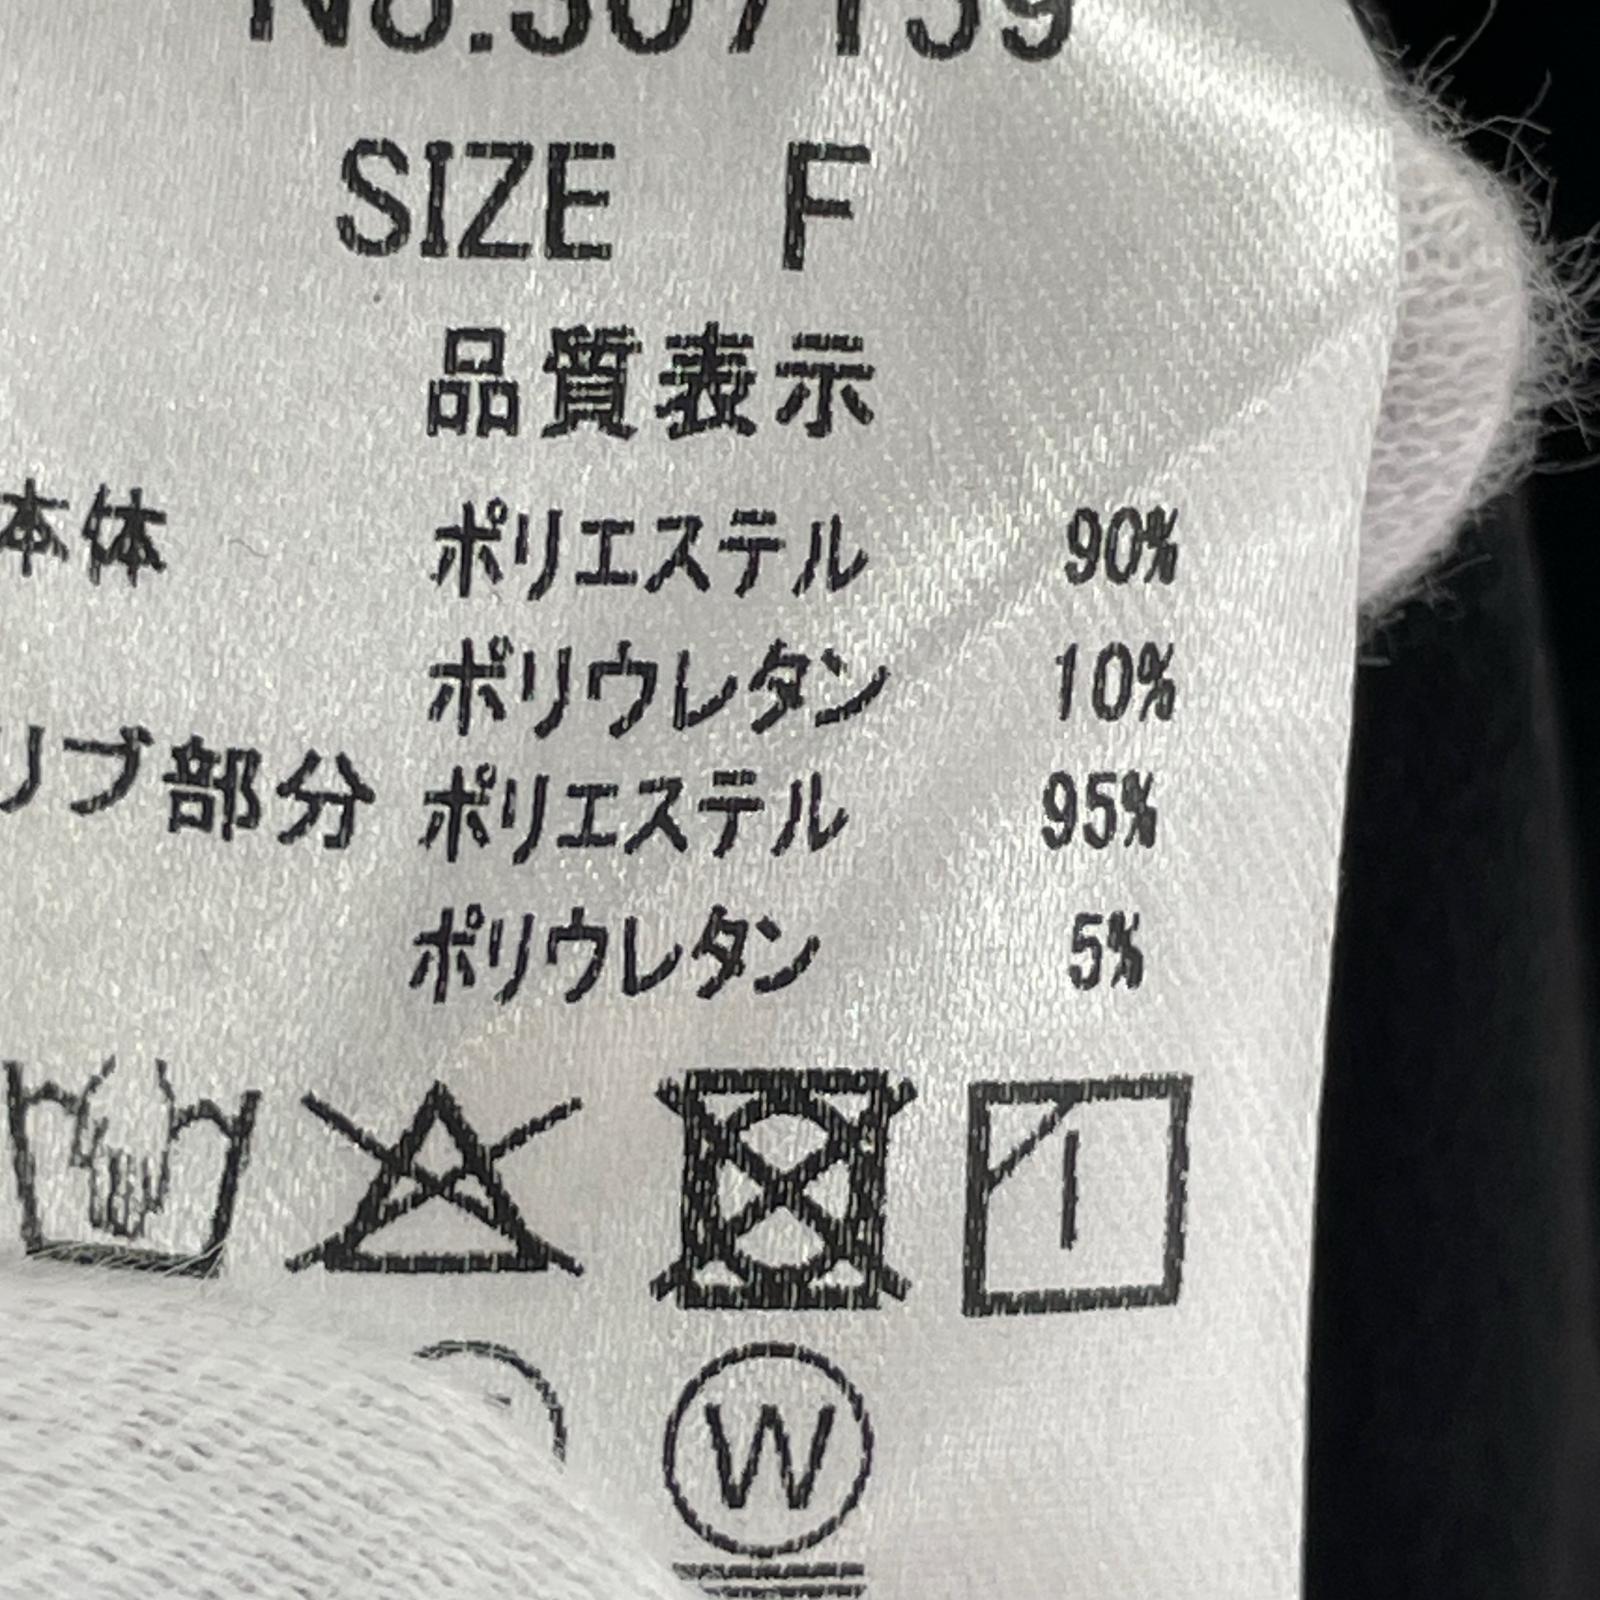 SIZE F
品質表示
本体 ポリエステル 90%
ポリウレタン 10%
リブ部分 ポリエステル 95%
ポリウレタン 5%
W